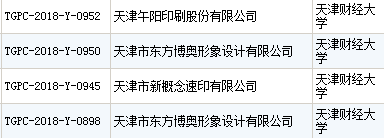 TGPC-2018-Y-0952 天津午阳印刷股份有限公司 天津财经大学
TGPC-2018-Y-0950 天津市东方博奥形象设计有限公司 天津财经大学
TGPC-2018-Y-0945 天津市新概念速印有限公司 天津财经大学
TGPC-2018-Y-0898 天津市东方博奥形象设计有限公司 天津财经大学